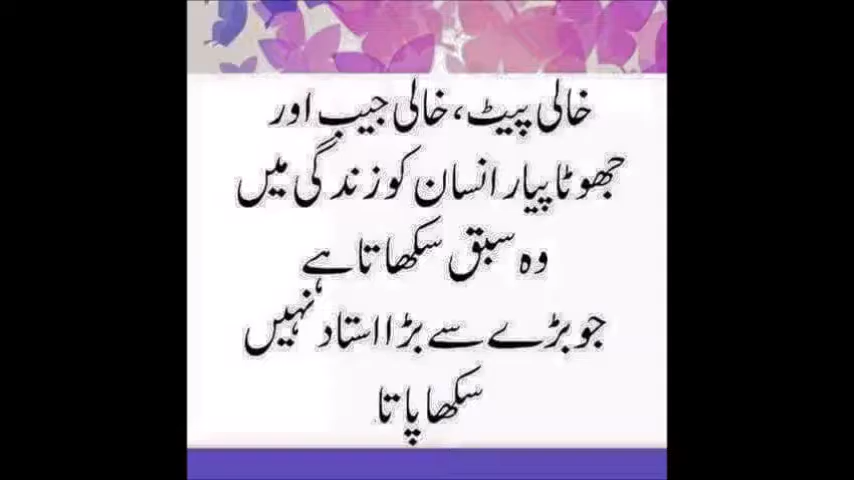 خالی پیٹ، خالی جیب اور
جھوٹا پیار انسان کو زندگی میں
وہ سبق سکھاتا ہے
جو بڑے سے بڑا استاد نہیں
سکھا پاتا